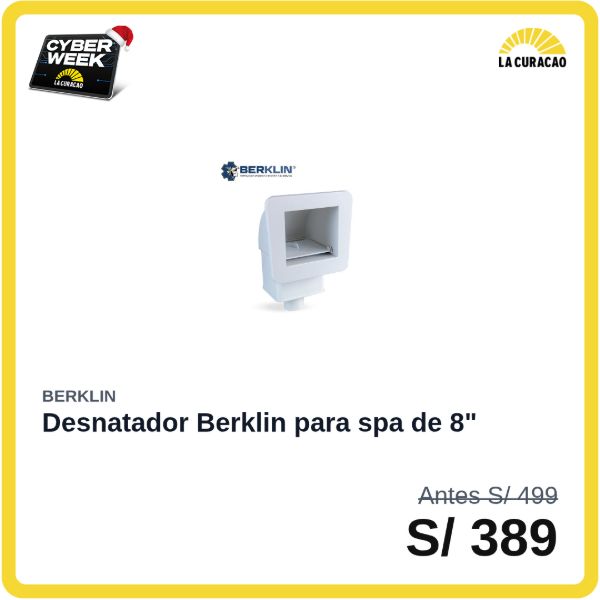 CYBER
WEEK
LA CURACAO
LA CURACAO
BERKLIN®
BERKLIN
Desnatador Berklin para spa de 8"
Antes S/ 499
S/ 389